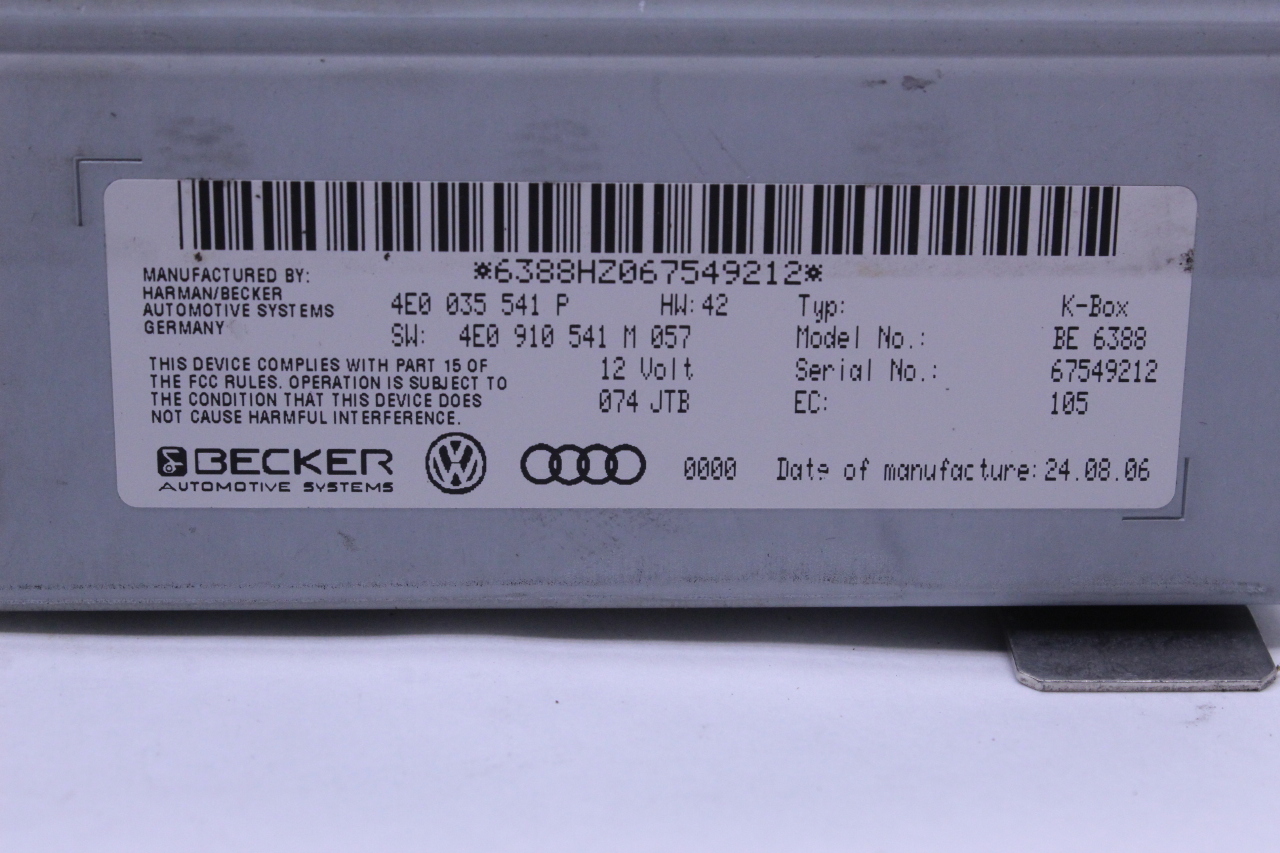 *6388HZ067549212*
MANUFACTURED BY:
HARMAN/BECKER
AUTOMOTIVE SYSTEMS
GERMANY
4E0 035 541 P HW: 42 Typ: K-Box
SW: 4E0 910 541 M 057 Model No.: BE 6388
12 Volt Serial No.: 67549212
074 JTB EC: 105
THIS DEVICE COMPLIES WITH PART 15 OF
THE FCC RULES. OPERATION IS SUBJECT TO
THE CONDITION THAT THIS DEVICE DOES
NOT CAUSE HARMFUL INTERFERENCE.
BECKER
AUTOMOTIVE SYSTEMS
VW
0000 Date of manufacture: 24.08.06